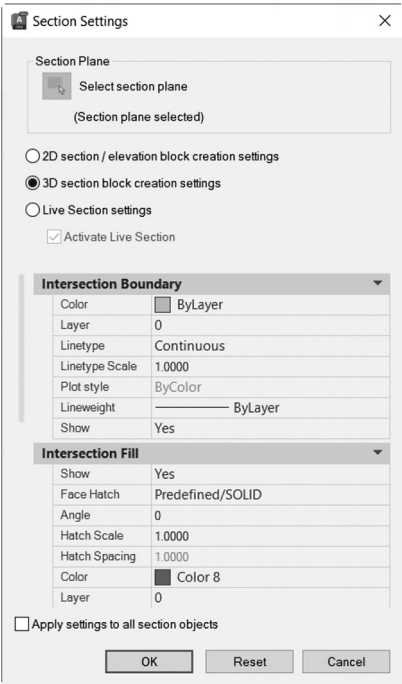 Section Settings
Section Plane
Select section plane
(Section plane selected)
2D section / elevation block creation settings
3D section block creation settings
Live Section settings
Activate Live Section
Intersection Boundary
Color ByLayer
Layer 0
Linetype Continuous
Linetype Scale 1.0000
Plot style ByColor
Lineweight ByLayer
Show Yes
Intersection Fill
Show Yes
Face Hatch Predefined/SOLID
Angle 0
Hatch Scale 1.0000
Hatch Spacing 1.0000
Color Color 8
Layer 0
Apply settings to all section objects
OK Reset Cancel